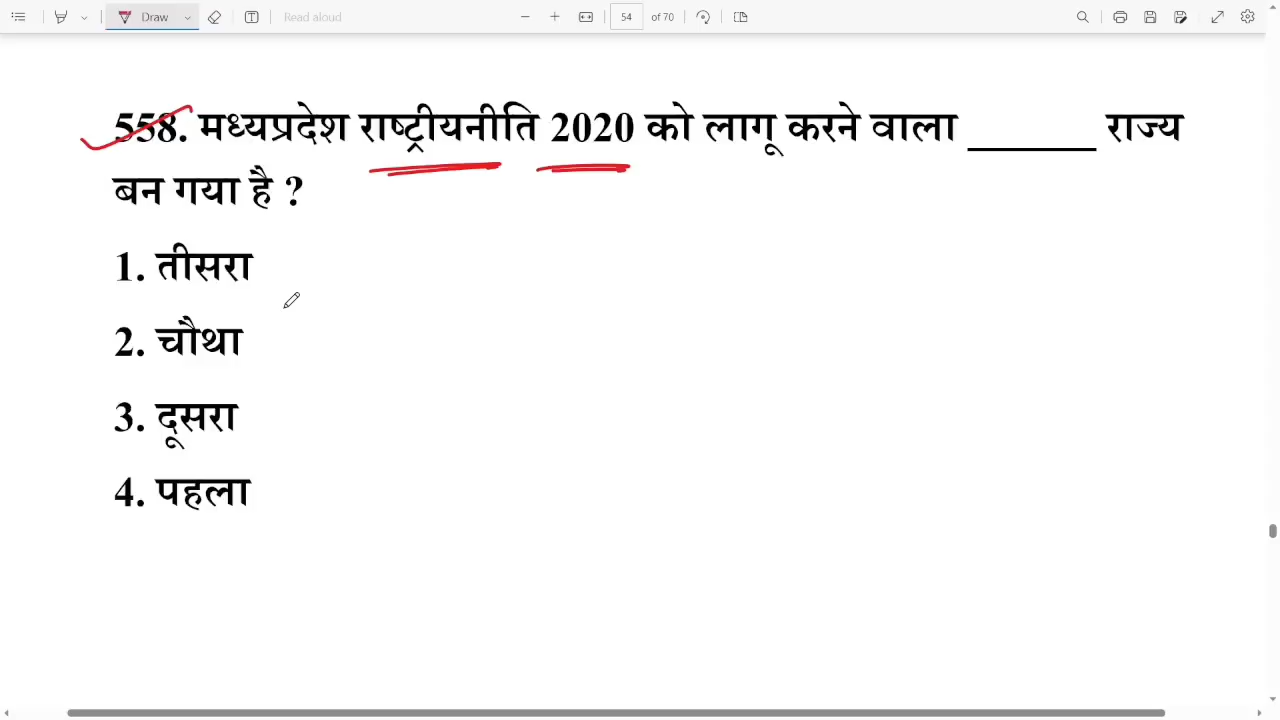 Draw
Read aloud
54
of 70
558. मध्यप्रदेश राष्ट्रीयनीति 2020 को लागू करने वाला _______ राज्य
बन गया है ?
1. तीसरा
2. चौथा
3. दूसरा
4. पहला